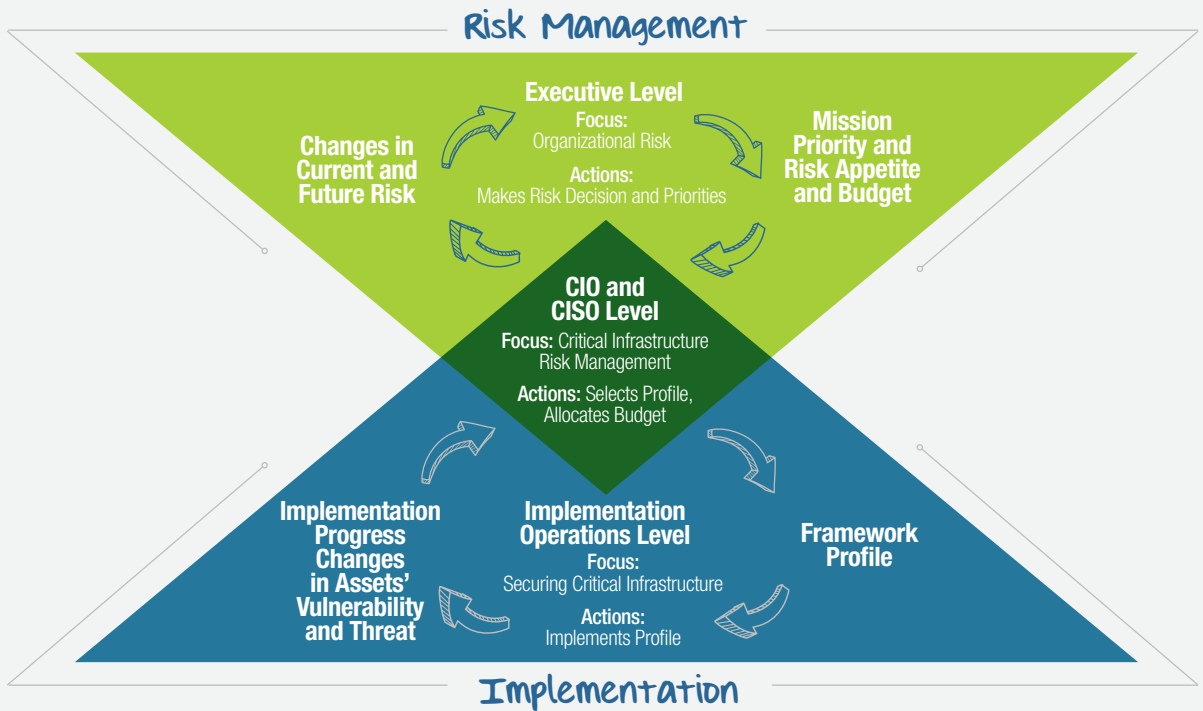 Risk Management
Executive Level
Focus:
Organizational Risk
Actions:
Makes Risk Decision and Priorities
Changes in
Current and
Future Risk
Mission
Priority and
Risk Appetite
and Budget
CIO and
CISO Level
Focus: Critical Infrastructure
Risk Management
Actions: Selects Profile,
Allocates Budget
Implementation
Progress
Changes
in Assets’
Vulnerability
and Threat
Implementation
Operations Level
Focus:
Securing Critical Infrastructure
Actions:
Implements Profile
Framework
Profile
Implementation